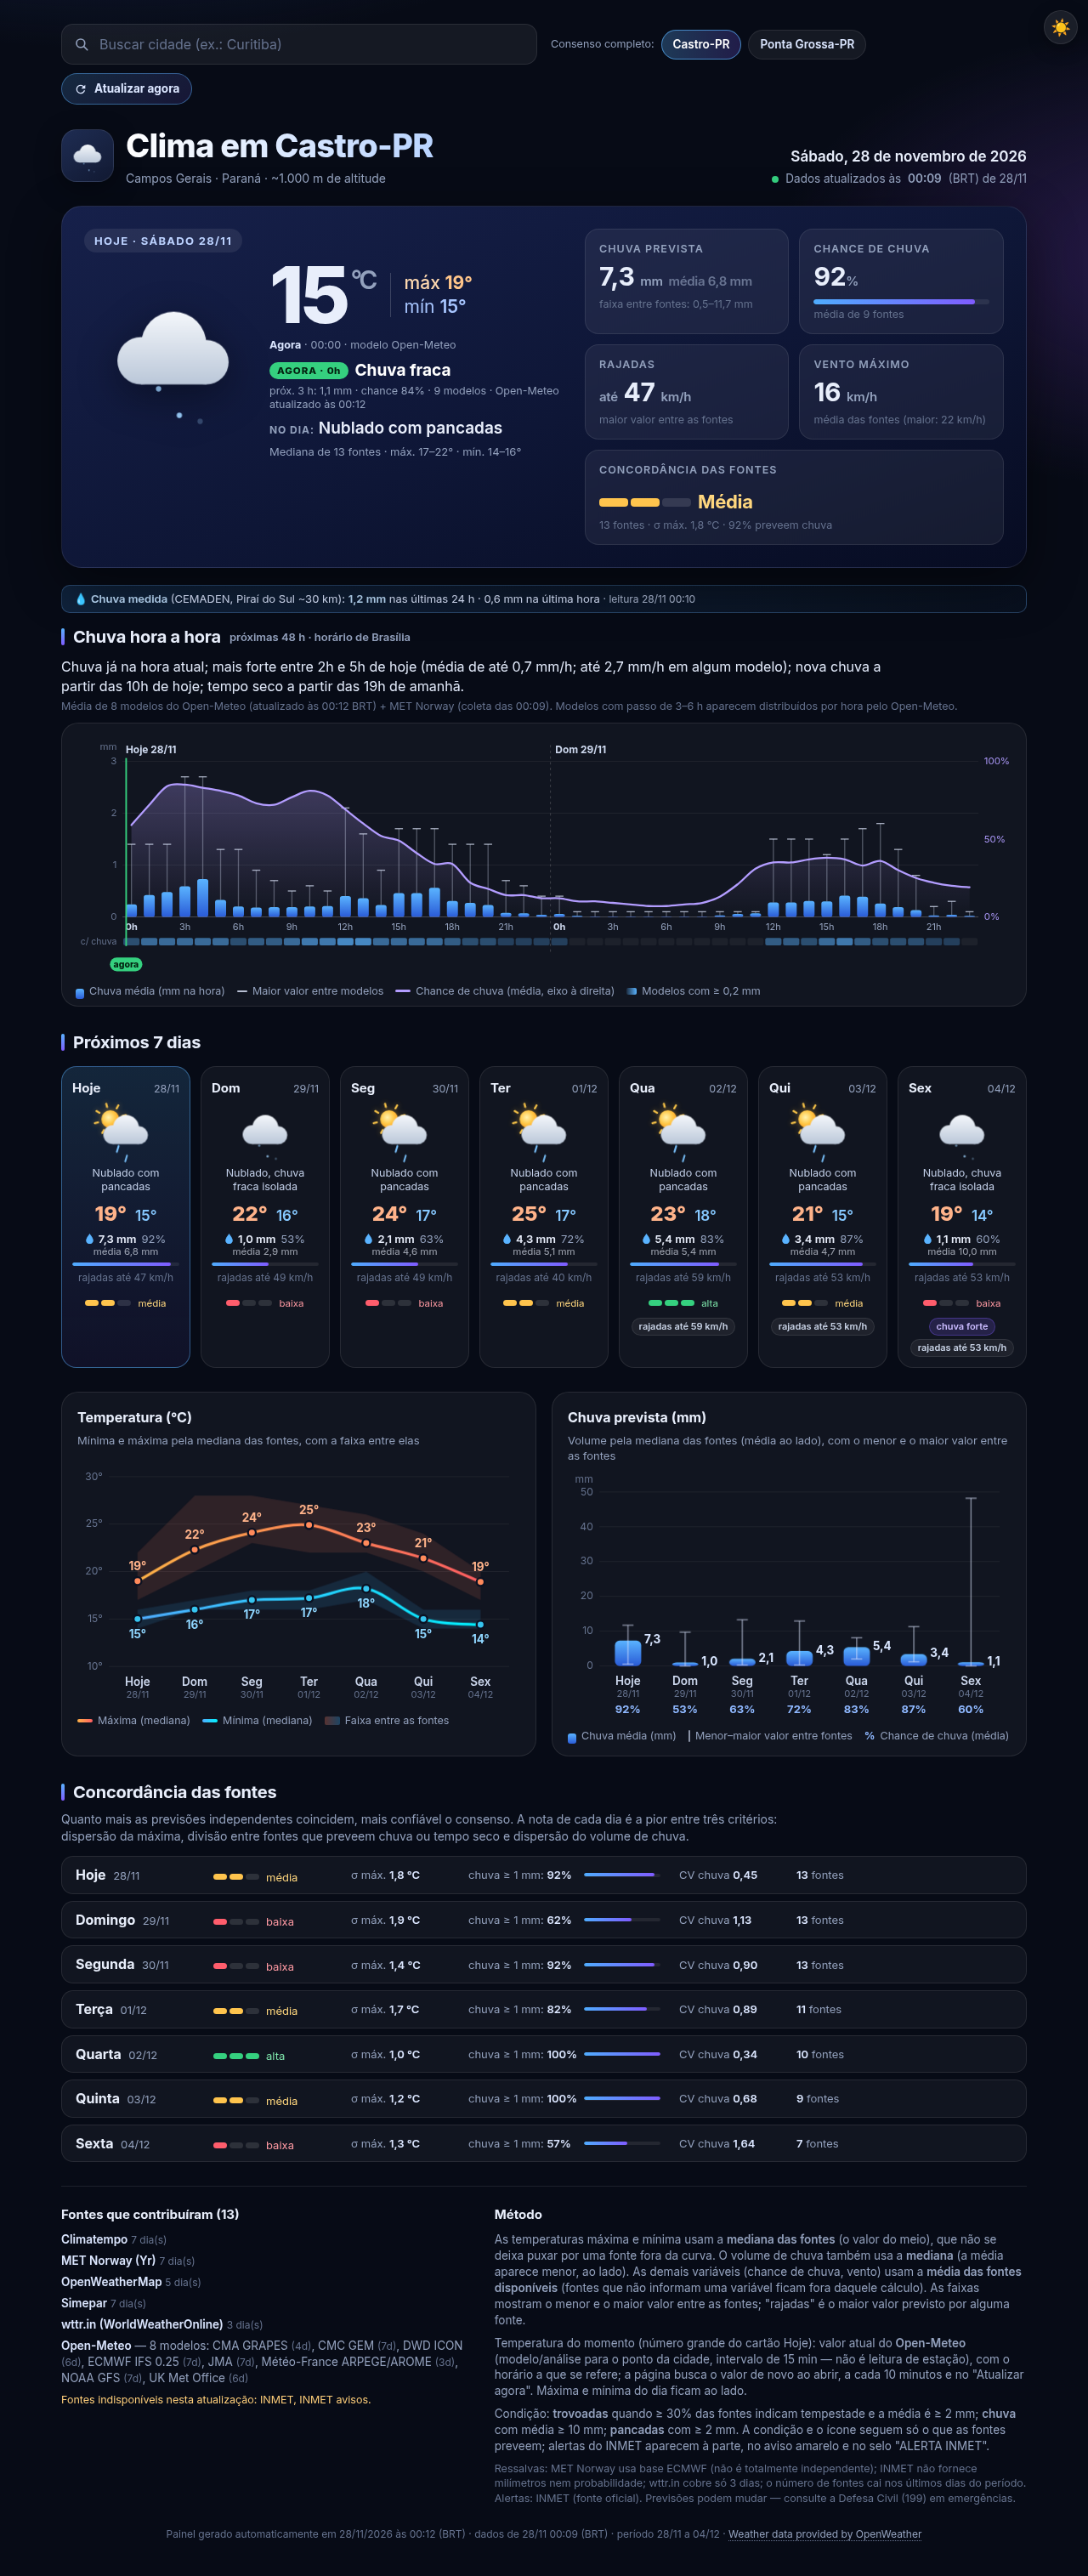 Buscar cidade (ex.: Curitiba)
Consenso completo: Castro-PR Ponta Grossa-PR
Atualizar agora
Clima em Castro-PR
Campos Gerais · Paraná · ~1.000 m de altitude
Sábado, 28 de novembro de 2026
Dados atualizados às 00:09 (BRT) de 28/11
HOJE · SÁBADO 28/11
15°C
máx 19°
mín 15°
Agora · 00:00 · modelo Open-Meteo
AGORA · 0h Chuva fraca
próx. 3 h: 1,1 mm · chance 84% · 9 modelos · Open-Meteo
atualizado às 00:12
NO DIA: Nublado com pancadas
Mediana de 13 fontes · máx. 17–22° · mín. 14–16°
CHUVA PREVISTA
7,3 mm média 6,8 mm
faixa entre fontes: 0,5–11,7 mm
CHANCE DE CHUVA
92%
média de 9 fontes
RAJADAS
até 47 km/h
maior valor entre as fontes
VENTO MÁXIMO
16 km/h
média das fontes (maior: 22 km/h)
CONCORDÂNCIA DAS FONTES
Média
13 fontes · σ máx. 1,8 °C · 92% preveem chuva
Chuva medida (CEMADEN, Piraí do Sul ~30 km): 1,2 mm nas últimas 24 h · 0,6 mm na última hora · leitura 28/11 00:10
Chuva hora a hora próximas 48 h · horário de Brasília
Chuva já na hora atual; mais forte entre 2h e 5h de hoje (média de até 0,7 mm/h; até 2,7 mm/h em algum modelo); nova chuva a
partir das 10h de hoje; tempo seco a partir das 19h de amanhã.
Média de 8 modelos do Open-Meteo (atualizado às 00:12 BRT) + MET Norway (coleta das 00:09). Modelos com passo de 3–6 h aparecem distribuídos por hora pelo Open-Meteo.
mm Hoje 28/11 Dom 29/11
3 100%
2
50%
1
0 0%
0h 3h 6h 9h 12h 15h 18h 21h 0h 3h 6h 9h 12h 15h 18h 21h
c/ chuva
agora
Chuva média (mm na hora) Maior valor entre modelos Chance de chuva (média, eixo à direita) Modelos com ≥ 0,2 mm
Próximos 7 dias
Hoje 28/11
Nublado com
pancadas
19° 15°
7,3 mm 92%
média 6,8 mm
rajadas até 47 km/h
média
Dom 29/11
Nublado, chuva
fraca isolada
22° 16°
1,0 mm 53%
média 2,9 mm
rajadas até 49 km/h
baixa
Seg 30/11
Nublado com
pancadas
24° 17°
2,1 mm 63%
média 4,6 mm
rajadas até 49 km/h
baixa
Ter 01/12
Nublado com
pancadas
25° 17°
4,3 mm 72%
média 5,1 mm
rajadas até 40 km/h
média
Qua 02/12
Nublado com
pancadas
23° 18°
5,4 mm 83%
média 5,4 mm
rajadas até 59 km/h
alta
rajadas até 59 km/h
Qui 03/12
Nublado com
pancadas
21° 15°
3,4 mm 87%
média 4,7 mm
rajadas até 53 km/h
média
rajadas até 53 km/h
Sex 04/12
Nublado, chuva
fraca isolada
19° 14°
1,1 mm 60%
média 10,0 mm
rajadas até 53 km/h
baixa
chuva forte
rajadas até 53 km/h
Temperatura (°C)
Mínima e máxima pela mediana das fontes, com a faixa entre elas
30°
25°
20°
15°
10°
19° 22° 24° 25° 23° 21° 19°
15° 16° 17° 17° 18° 15° 14°
Hoje Dom Seg Ter Qua Qui Sex
28/11 29/11 30/11 01/12 02/12 03/12 04/12
Máxima (mediana) Mínima (mediana) Faixa entre as fontes
Chuva prevista (mm)
Volume pela mediana das fontes (média ao lado), com o menor e o maior valor entre
as fontes
mm
50
40
30
20
10
0
7,3 1,0 2,1 4,3 5,4 3,4 1,1
Hoje Dom Seg Ter Qua Qui Sex
28/11 29/11 30/11 01/12 02/12 03/12 04/12
92% 53% 63% 72% 83% 87% 60%
Chuva média (mm) Menor–maior valor entre fontes % Chance de chuva (média)
Concordância das fontes
Quanto mais as previsões independentes coincidem, mais confiável o consenso. A nota de cada dia é a pior entre três critérios:
dispersão da máxima, divisão entre fontes que preveem chuva ou tempo seco e dispersão do volume de chuva.
Hoje 28/11 média σ máx. 1,8 °C chuva ≥ 1 mm: 92% CV chuva 0,45 13 fontes
Domingo 29/11 baixa σ máx. 1,9 °C chuva ≥ 1 mm: 62% CV chuva 1,13 13 fontes
Segunda 30/11 baixa σ máx. 1,4 °C chuva ≥ 1 mm: 92% CV chuva 0,90 13 fontes
Terça 01/12 média σ máx. 1,7 °C chuva ≥ 1 mm: 82% CV chuva 0,89 11 fontes
Quarta 02/12 alta σ máx. 1,0 °C chuva ≥ 1 mm: 100% CV chuva 0,34 10 fontes
Quinta 03/12 média σ máx. 1,2 °C chuva ≥ 1 mm: 100% CV chuva 0,68 9 fontes
Sexta 04/12 baixa σ máx. 1,3 °C chuva ≥ 1 mm: 57% CV chuva 1,64 7 fontes
Fontes que contribuíram (13)
Climatempo 7 dia(s)
MET Norway (Yr) 7 dia(s)
OpenWeatherMap 5 dia(s)
Simepar 7 dia(s)
wttr.in (WorldWeatherOnline) 3 dia(s)
Open-Meteo — 8 modelos: CMA GRAPES (4d), CMC GEM (7d), DWD ICON
(6d), ECMWF IFS 0.25 (7d), JMA (7d), Météo-France ARPEGE/AROME (3d),
NOAA GFS (7d), UK Met Office (6d)
Fontes indisponíveis nesta atualização: INMET, INMET avisos.
Método
As temperaturas máxima e mínima usam a mediana das fontes (o valor do meio), que não se
deixa puxar por uma fonte fora da curva. O volume de chuva também usa a mediana (a média
aparece menor, ao lado). As demais variáveis (chance de chuva, vento) usam a média das fontes
disponíveis (fontes que não informam uma variável ficam fora daquele cálculo). As faixas
mostram o menor e o maior valor entre as fontes; "rajadas" é o maior valor previsto por alguma
fonte.
Temperatura do momento (número grande do cartão Hoje): valor atual do Open-Meteo
(modelo/análise para o ponto da cidade, intervalo de 15 min — não é leitura de estação), com o
horário a que se refere; a página busca o valor de novo ao abrir, a cada 10 minutos e no "Atualizar
agora". Máxima e mínima do dia ficam ao lado.
Condição: trovoadas quando ≥ 30% das fontes indicam tempestade e a média é ≥ 2 mm; chuva
com média ≥ 10 mm; pancadas com ≥ 2 mm. A condição e o ícone seguem só o que as fontes
preveem; alertas do INMET aparecem à parte, no aviso amarelo e no selo "ALERTA INMET".
Ressalvas: MET Norway usa base ECMWF (não é totalmente independente); INMET não fornece
milímetros nem probabilidade; wttr.in cobre só 3 dias; o número de fontes cai nos últimos dias do período.
Alertas: INMET (fonte oficial). Previsões podem mudar — consulte a Defesa Civil (199) em emergências.
Painel gerado automaticamente em 28/11/2026 às 00:12 (BRT) · dados de 28/11 00:09 (BRT) · período 28/11 a 04/12 · Weather data provided by OpenWeather